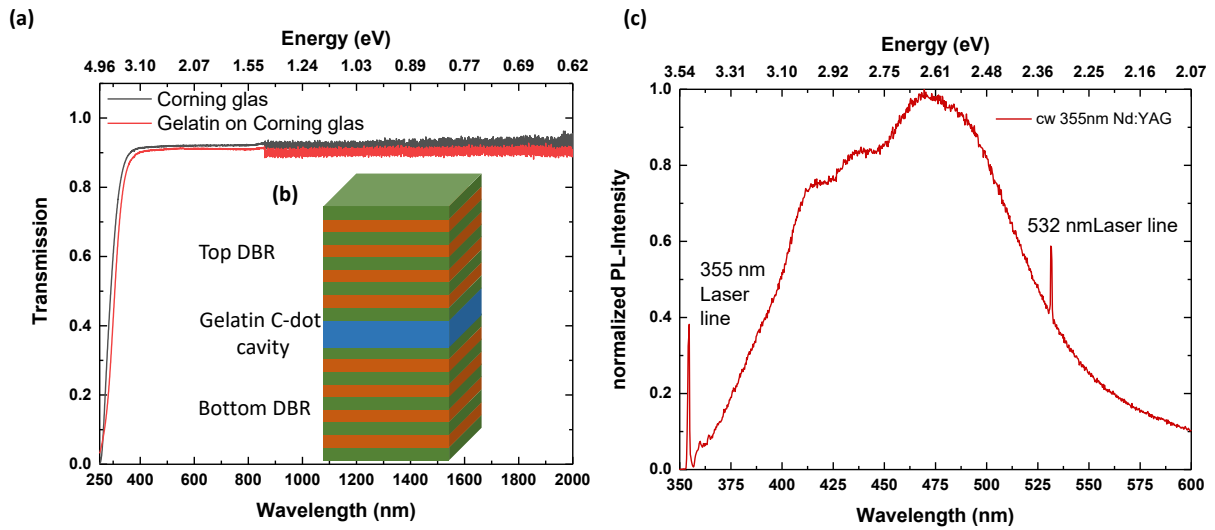 (a)
Energy (eV)
4.96 3.10 2.07 1.55 1.24 1.03 0.89 0.77 0.69 0.62
Corning glas
Gelatin on Corning glas
1.0
0.8
0.6
0.4
0.2
0.0
Transmission
(b)
Top DBR
Gelatin C-dot
cavity
Bottom DBR
250 400 600 800 1000 1200 1400 1600 1800 2000
Wavelength (nm)
(c)
Energy (eV)
3.54 3.31 3.10 2.92 2.75 2.61 2.48 2.36 2.25 2.16 2.07
cw 355nm Nd:YAG
1.0
0.8
0.6
0.4
0.2
0.0
normalized PL-Intensity
532 nmLaser line
355 nm
Laser
line
350 375 400 425 450 475 500 525 550 575 600
Wavelength (nm)